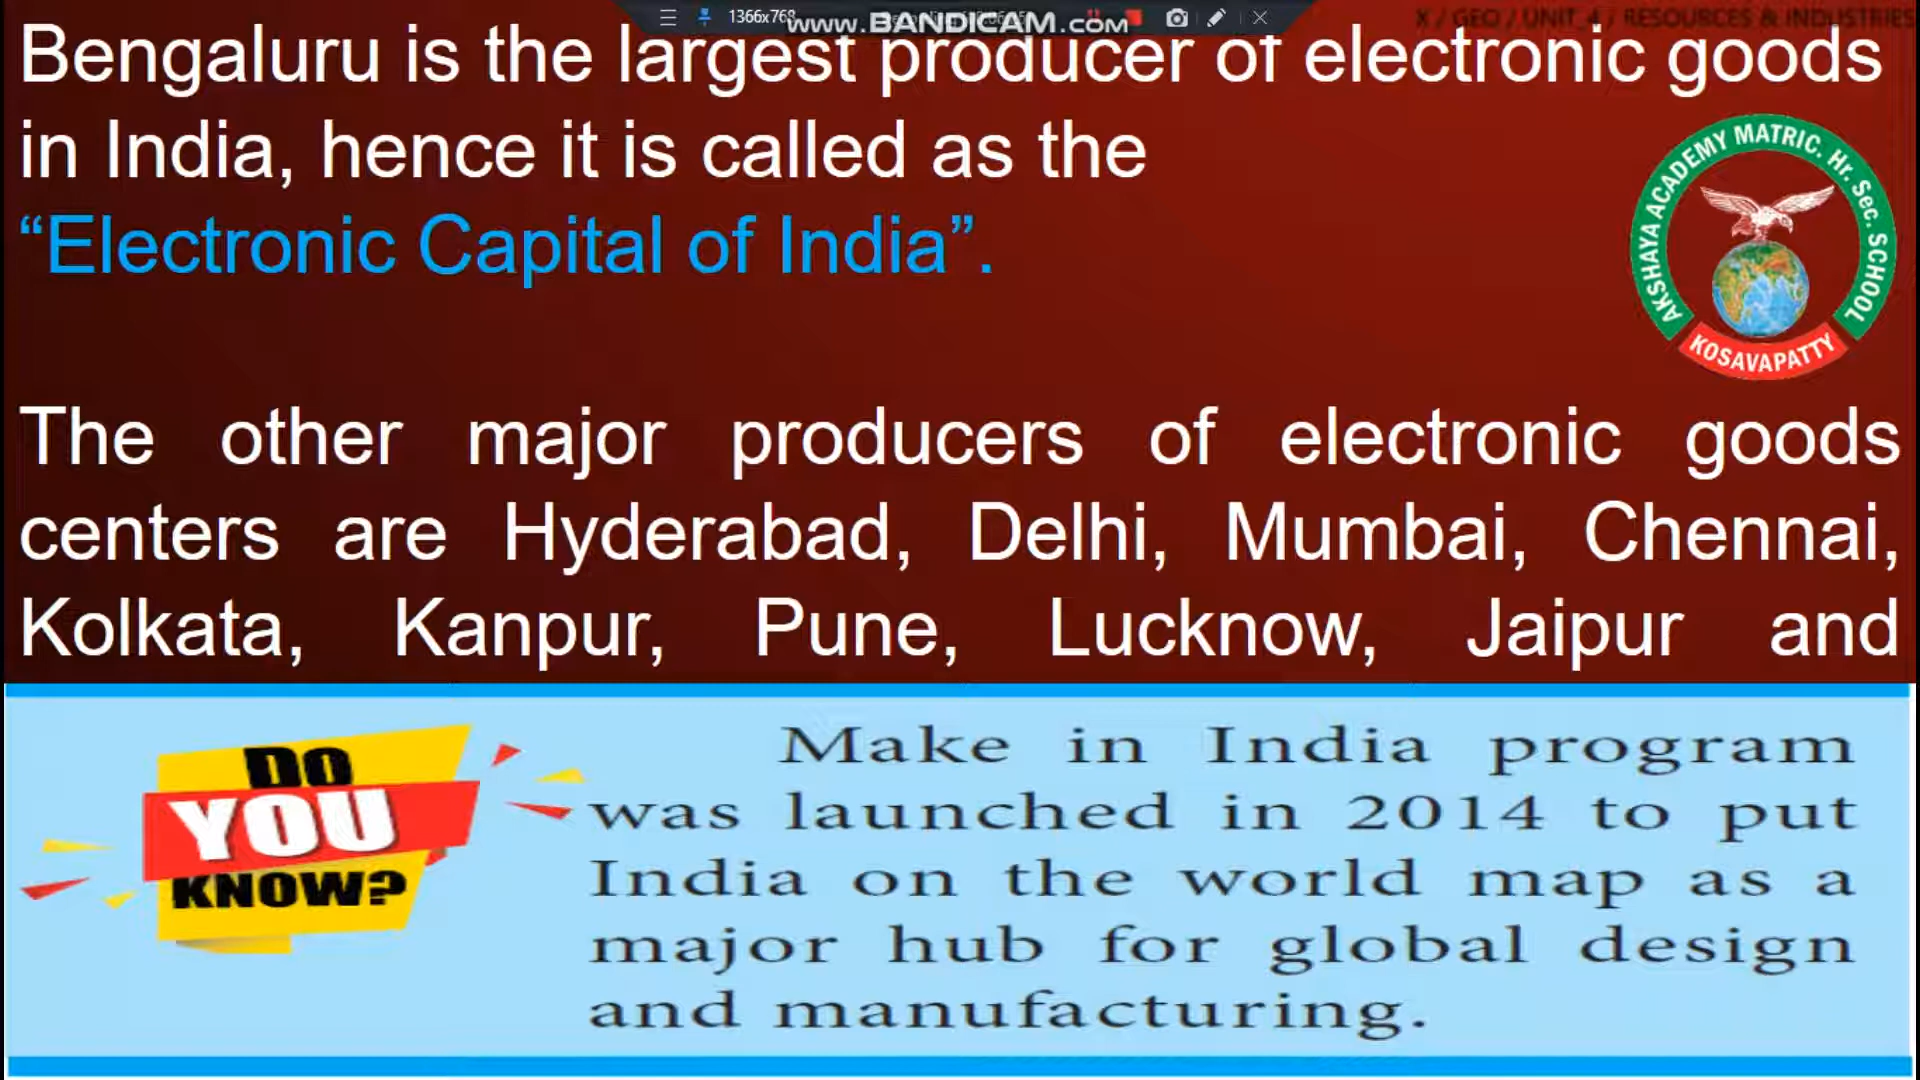 1366x768
www.BANDICAM.com
X / GEO / UNIT_4 / RESOURCES & INDUSTRIES
Bengaluru is the largest producer of electronic goods
in India, hence it is called as the
“Electronic Capital of India”.
AKSHAYA ACADEMY MATRIC. Hr. Sec. SCHOOL
KOSAVAPATTY
The other major producers of electronic goods
centers are Hyderabad, Delhi, Mumbai, Chennai,
Kolkata, Kanpur, Pune, Lucknow, Jaipur and
DO
YOU
KNOW?
Make in India program
was launched in 2014 to put
India on the world map as a
major hub for global design
and manufacturing.